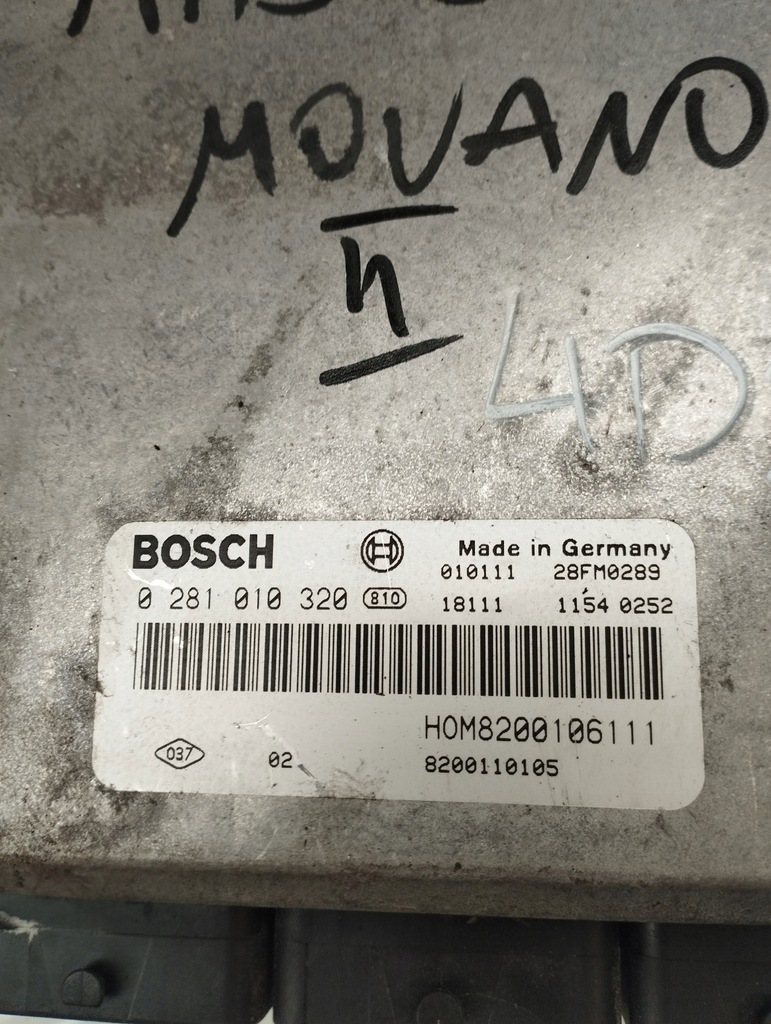 MOVANO
n
4D
BOSCH Made in Germany
010111 28FM0289
0 281 010 320 810 18111 1154 0252
HOM8200106111
037 02 8200110105